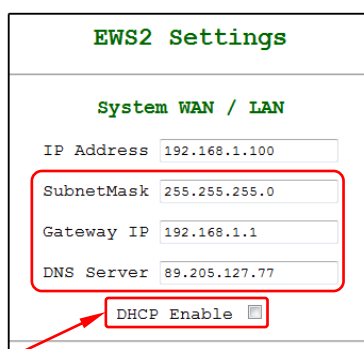 EWS2 Settings
System WAN / LAN
IP Address 192.168.1.100
SubnetMask 255.255.255.0
Gateway IP 192.168.1.1
DNS Server 89.205.127.77
DHCP Enable